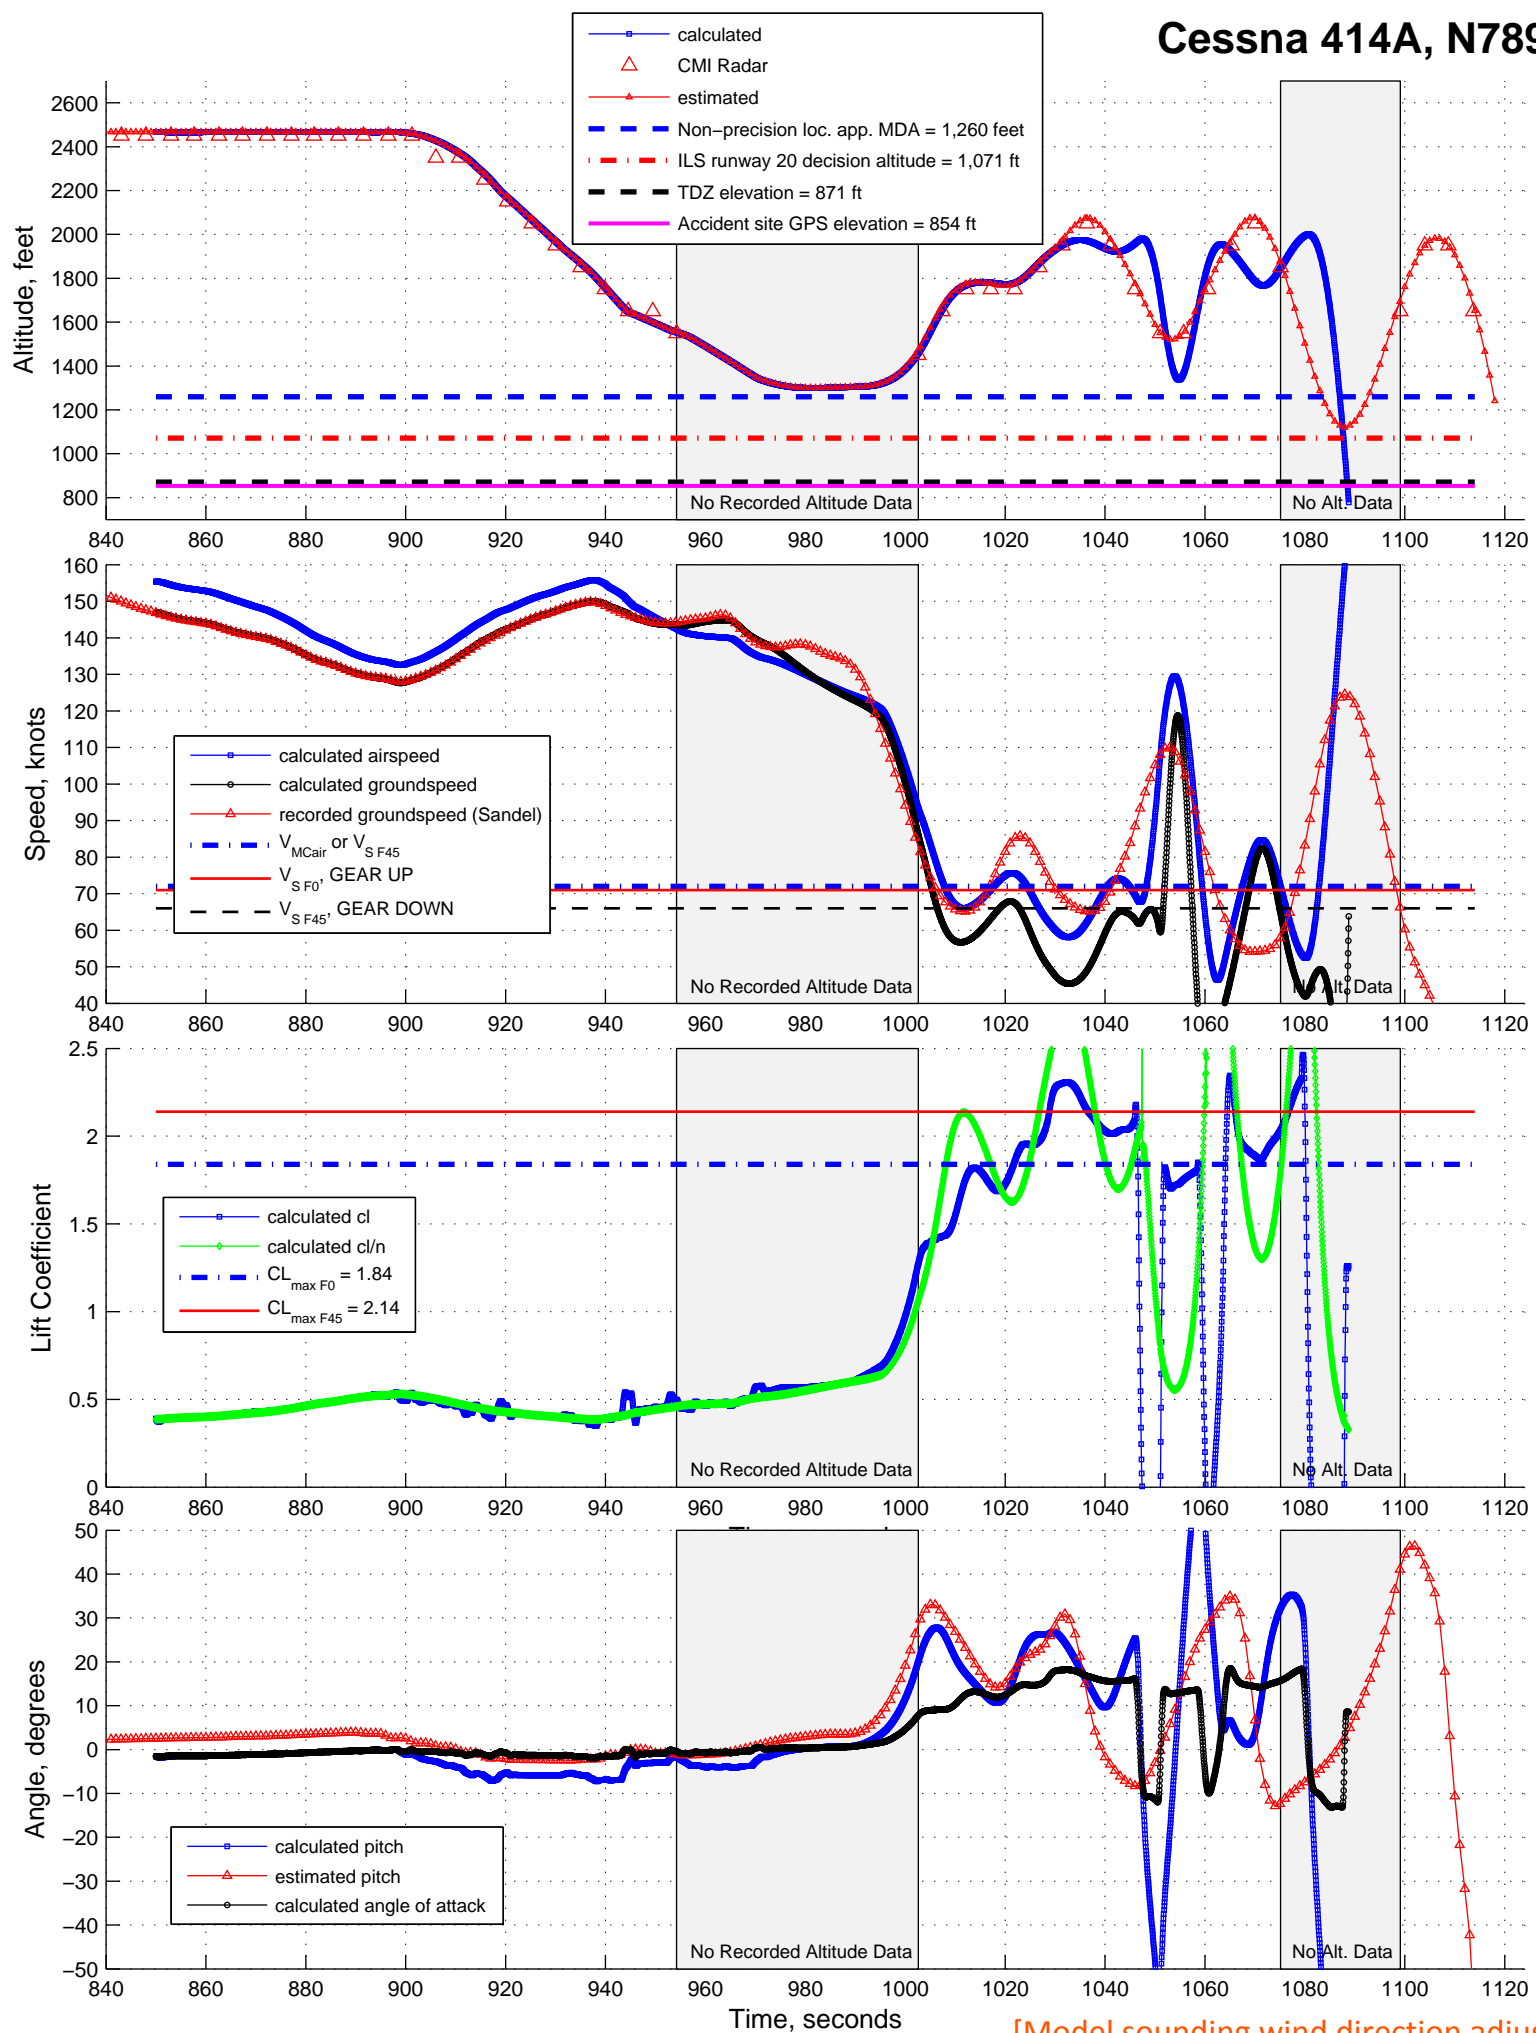 Cessna 414A, N789
calculated
CMI Radar
estimated
Non−precision loc. app. MDA = 1,260 feet
ILS runway 20 decision altitude = 1,071 ft
TDZ elevation = 871 ft
Accident site GPS elevation = 854 ft
Altitude, feet
2600
2400
2200
2000
1800
1600
1400
1200
1000
800
No Recorded Altitude Data
No Alt. Data
840 860 880 900 920 940 960 980 1000 1020 1040 1060 1080 1100 1120
Speed, knots
160
150
140
130
120
110
100
90
80
70
60
50
40
calculated airspeed
calculated groundspeed
recorded groundspeed (Sandel)
V MCair or V S F45
V S F0, GEAR UP
V S F45, GEAR DOWN
No Recorded Altitude Data
No Alt. Data
840 860 880 900 920 940 960 980 1000 1020 1040 1060 1080 1100 1120
Lift Coefficient
2.5
2
1.5
1
0.5
0
calculated cl
calculated cl/n
CL max F0 = 1.84
CL max F45 = 2.14
No Recorded Altitude Data
No Alt. Data
840 860 880 900 920 940 960 980 1000 1020 1040 1060 1080 1100 1120
Angle, degrees
50
40
30
20
10
0
−10
−20
−30
−40
−50
calculated pitch
estimated pitch
calculated angle of attack
No Recorded Altitude Data
No Alt. Data
840 860 880 900 920 940 960 980 1000 1020 1040 1060 1080 1100 1120
Time, seconds
[Model sounding wind direction adju